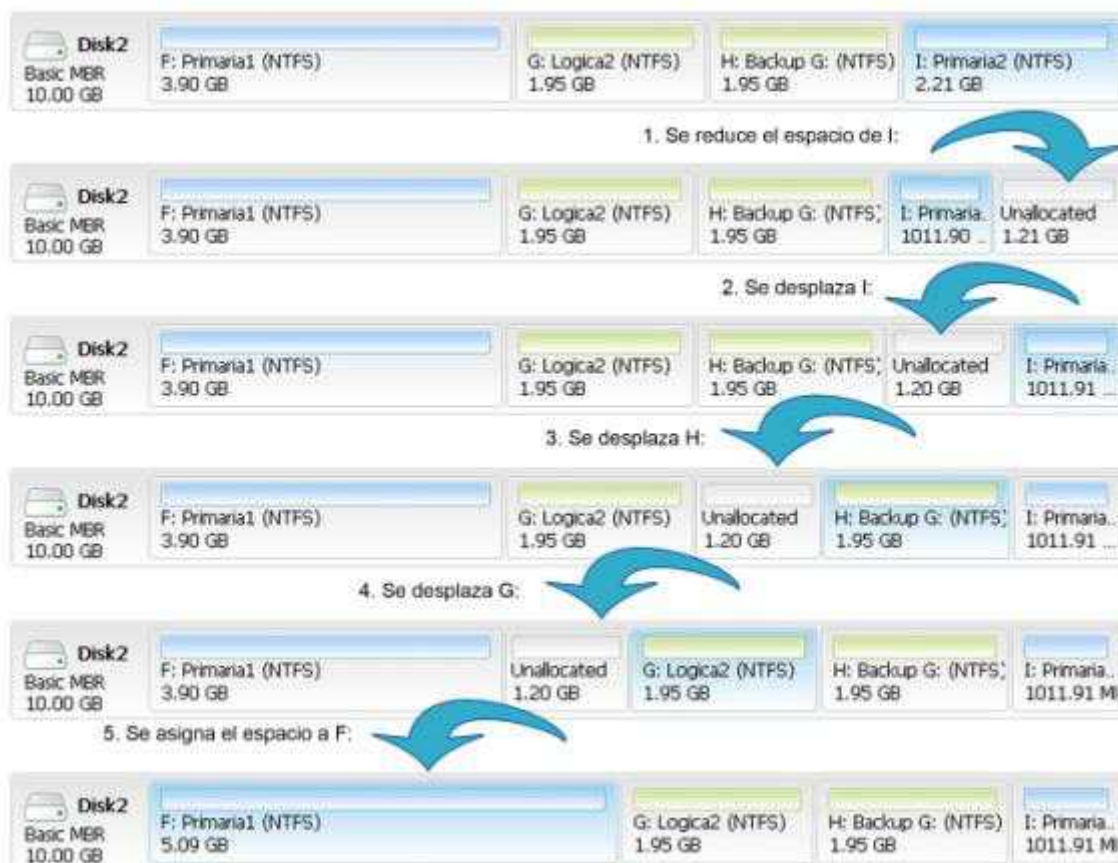 Disk2
Basic MBR
10.00 GB
F: Primaria1 (NTFS)
3.90 GB
G: Logica2 (NTFS)
1.95 GB
H: Backup G: (NTFS)
1.95 GB
I: Primaria2 (NTFS)
2.21 GB
1. Se reduce el espacio de I:
Disk2
Basic MBR
10.00 GB
F: Primaria1 (NTFS)
3.90 GB
G: Logica2 (NTFS)
1.95 GB
H: Backup G: (NTFS;
1.95 GB
I: Primaria.
1011.90 ...
Unallocated
1.21 GB
2. Se desplaza I:
Disk2
Basic MBR
10.00 GB
F: Primaria1 (NTFS)
3.90 GB
G: Logica2 (NTFS)
1.95 GB
H: Backup G: (NTFS;
1.95 GB
Unallocated
1.20 GB
I: Primaria..
1011.91 ...
3. Se desplaza H:
Disk2
Basic MBR
10.00 GB
F: Primaria1 (NTFS)
3.90 GB
G: Logica2 (NTFS)
1.95 GB
Unallocated
1.20 GB
H: Backup G: (NTFS;
1.95 GB
I: Primaria..
1011.91 ...
4. Se desplaza G:
Disk2
Basic MBR
10.00 GB
F: Primaria1 (NTFS)
3.90 GB
Unallocated
1.20 GB
G: Logica2 (NTFS)
1.95 GB
H: Backup G: (NTFS;
1.95 GB
I: Primaria..
1011.91 MB
5. Se asigna el espacio a F:
Disk2
Basic MBR
10.00 GB
F: Primaria1 (NTFS)
5.09 GB
G: Logica2 (NTFS)
1.95 GB
H: Backup G: (NTFS)
1.95 GB
I: Primaria..
1011.91 MB